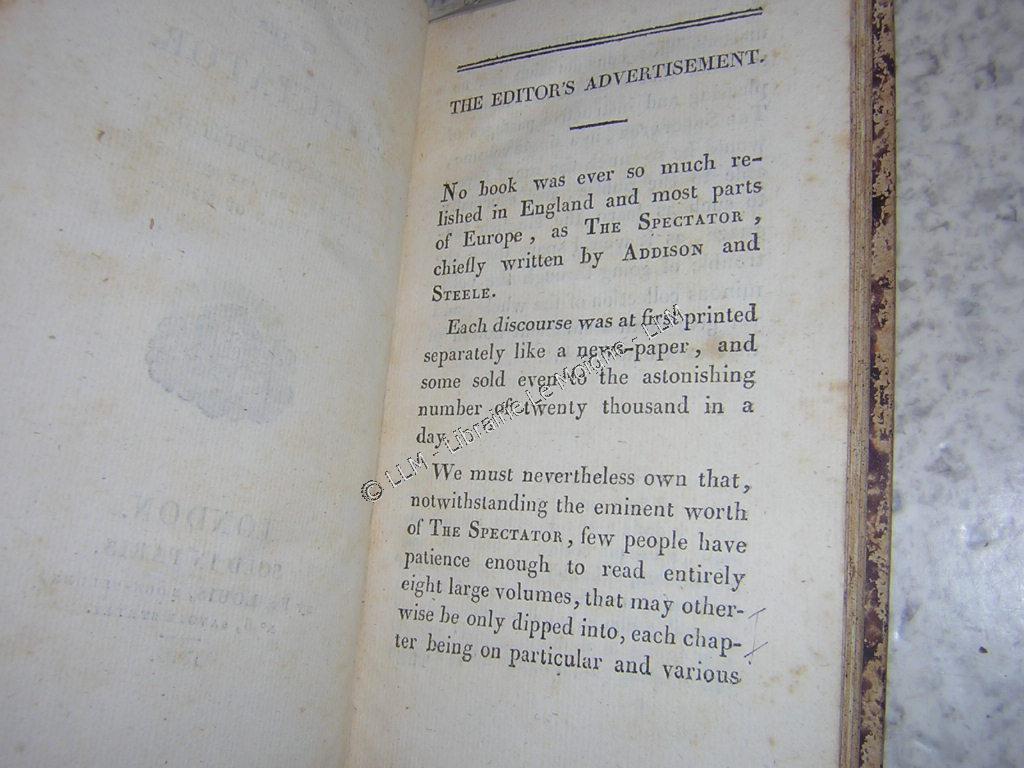 THE EDITOR'S ADVERTISEMENT.
No book was ever so much re-
lished in England and most parts
of Europe, as THE SPECTATOR,
chiefly written by ADDISON and
STEELE.
Each discourse was at first printed
separately like a news-paper, and
some sold even to the astonishing
number of twenty thousand in a
day.
We must nevertheless own that,
notwithstanding the eminent worth
of THE SPECTATOR, few people have
patience enough to read entirely
eight large volumes, that may other-
wise be only dipped into, each chap-
ter being on particular and various
© LLM - Librairie Le Moigne - LLM
LONDON.
SOLD IN PARIS